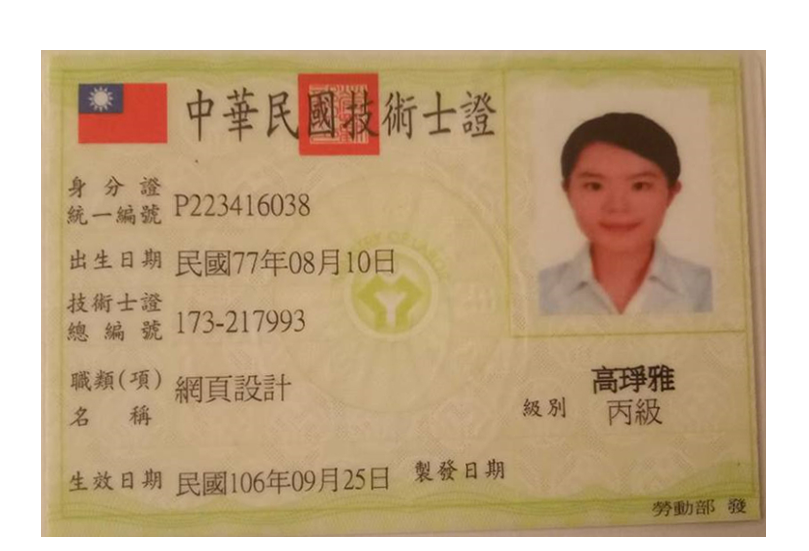 中華民國技術士證
身分證
統一編號 P223416038
出生日期 民國77年08月10日
技術士證
總編號 173-217993
職類(項)
名稱 網頁設計
高琤雅
級別 丙級
生效日期 民國106年09月25日 製發日期
勞動部 發